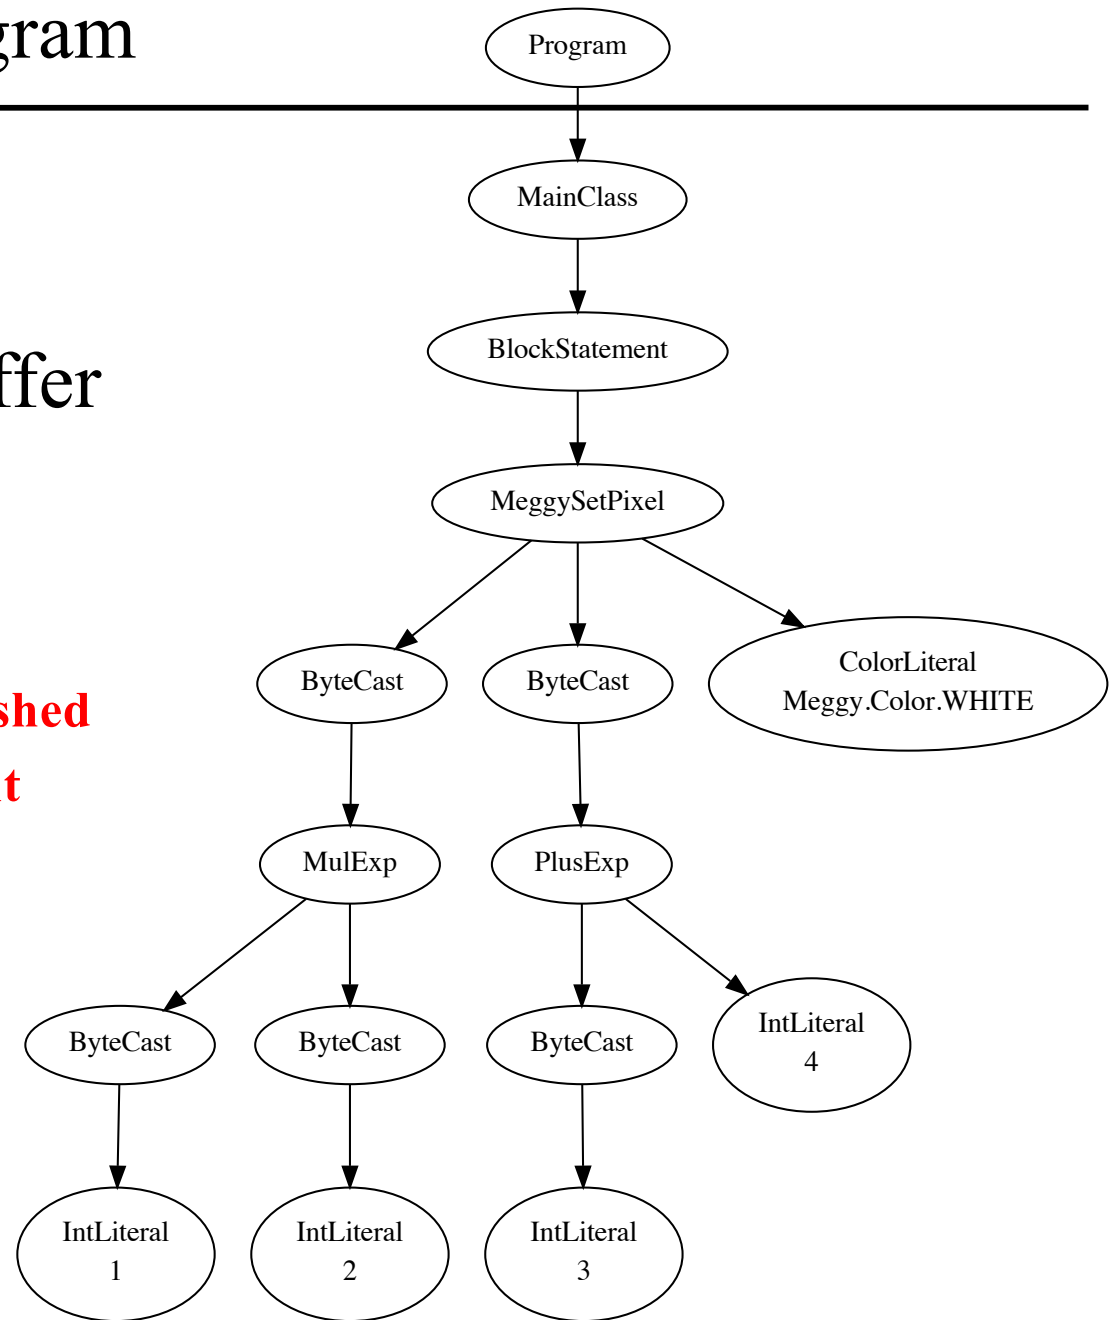 gram
Program
MainClass
BlockStatement
ffer
MeggySetPixel
ByteCast
ByteCast
ColorLiteral
Meggy.Color.WHITE
shed
MulExp
PlusExp
ByteCast
ByteCast
ByteCast
IntLiteral
4
IntLiteral
1
IntLiteral
2
IntLiteral
3